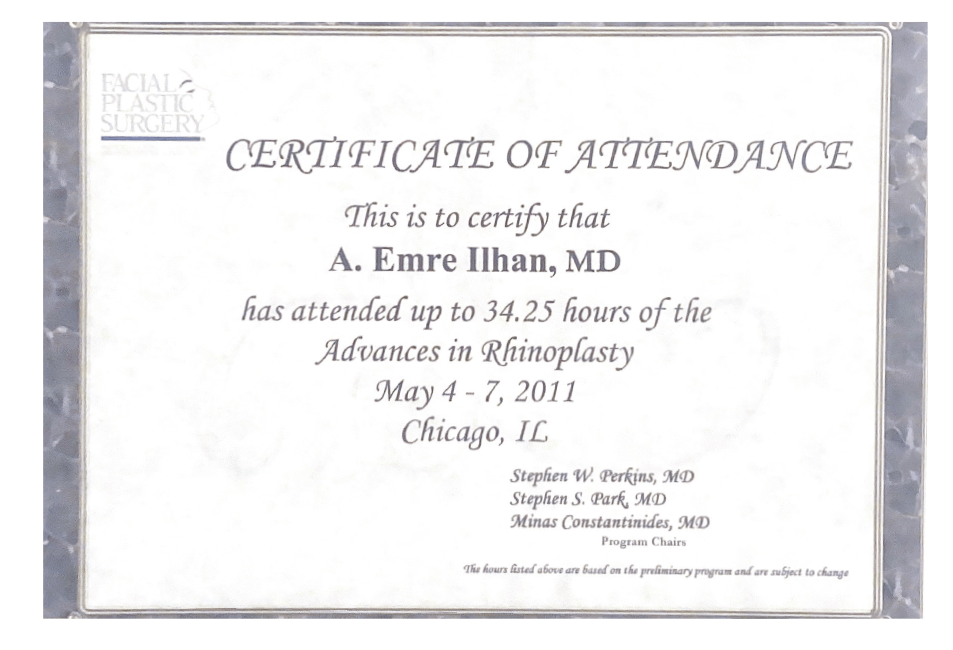 FACIAL
PLASTIC
SURGERY
CERTIFICATE OF ATTENDANCE
This is to certify that
A. Emre Ilhan, MD
has attended up to 34.25 hours of the
Advances in Rhinoplasty
May 4 - 7, 2011
Chicago, IL
Stephen W. Perkins, MD
Stephen S. Park, MD
Minas Constantinides, MD
Program Chairs
The hours listed above are based on the preliminary program and are subject to change